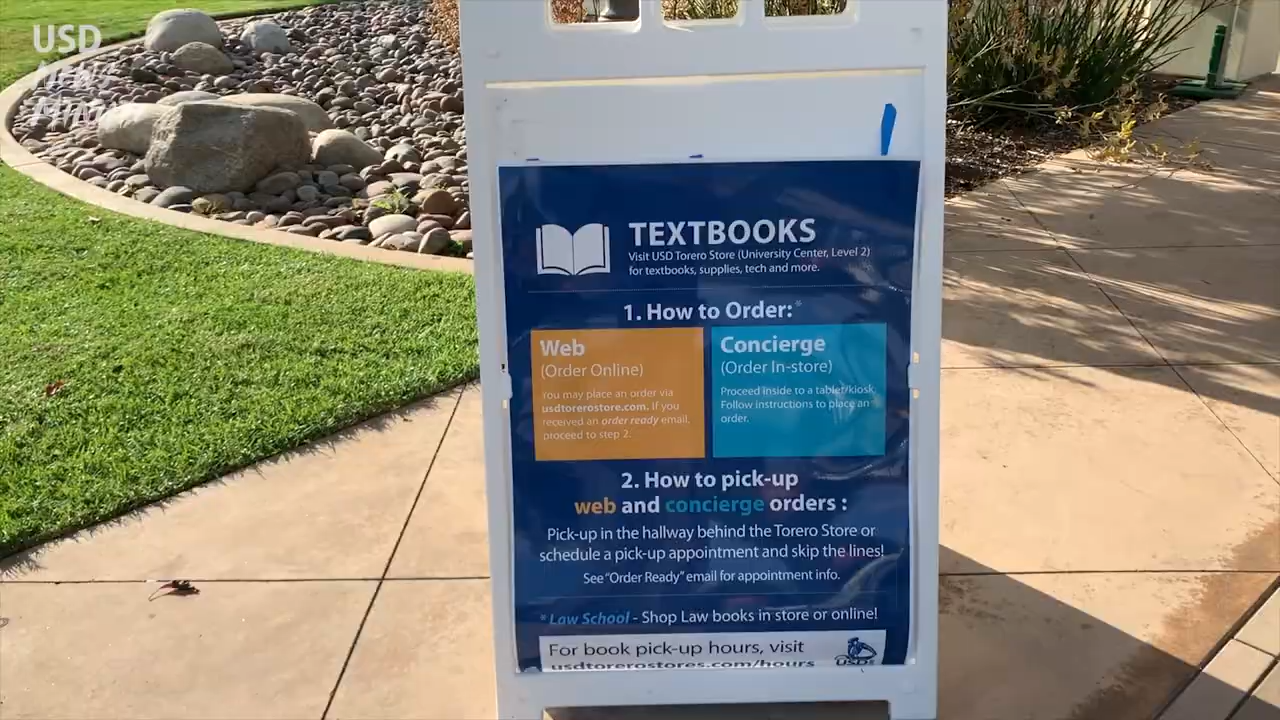 USD
TEXTBOOKS
Visit USD Torero Store (University Center, Level 2)
for textbooks, supplies, tech and more.
1. How to Order:*
Web
(Order Online)
You may place an order via
usdtorerostore.com. If you
received an order ready email,
proceed to step 2.
Concierge
(Order In-store)
Proceed inside to a tablet/kiosk.
Follow instructions to place an
order.
2. How to pick-up
web and concierge orders :
Pick-up in the hallway behind the Torero Store or
schedule a pick-up appointment and skip the lines!
See "Order Ready" email for appointment info.
* Law School - Shop Law books in store or online!
For book pick-up hours, visit
usdtorerostores.com/hours
USD